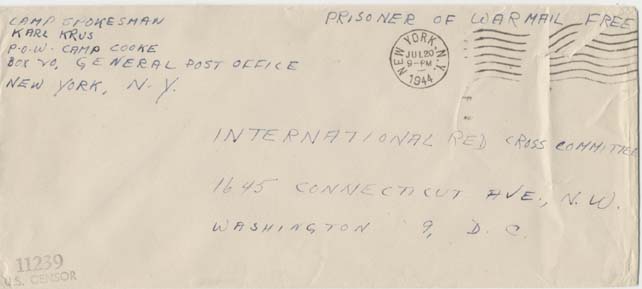 CAMP SPOKESMAN
KARL KRUS
P.O.W. CAMP COOKE
BOX 20, GENERAL POST OFFICE
NEW YORK, N.Y.
PRISONER OF WAR MAIL FREE
NEW YORK, N.Y.
JUL 20
9-PM
1944
INTERNATIONAL RED CROSS COMMITTEE
1645 CONNECTICUT AVE., N.W.
WASHINGTON 9, D.C.
11239
U.S. CENSOR